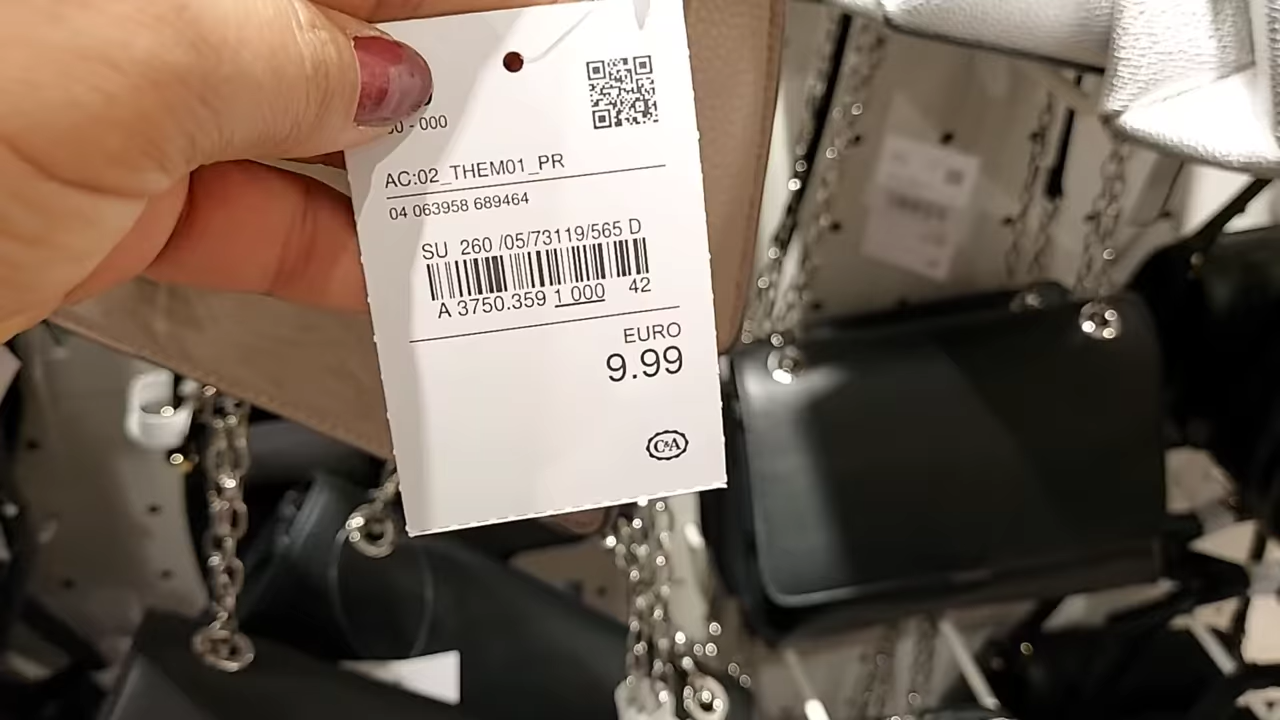 0 - 000
AC:02_THEM01_PR
04 063958 689464
SU 260 /05/73119/565 D
A 3750.359 1 000 42
EURO
9.99
C&A